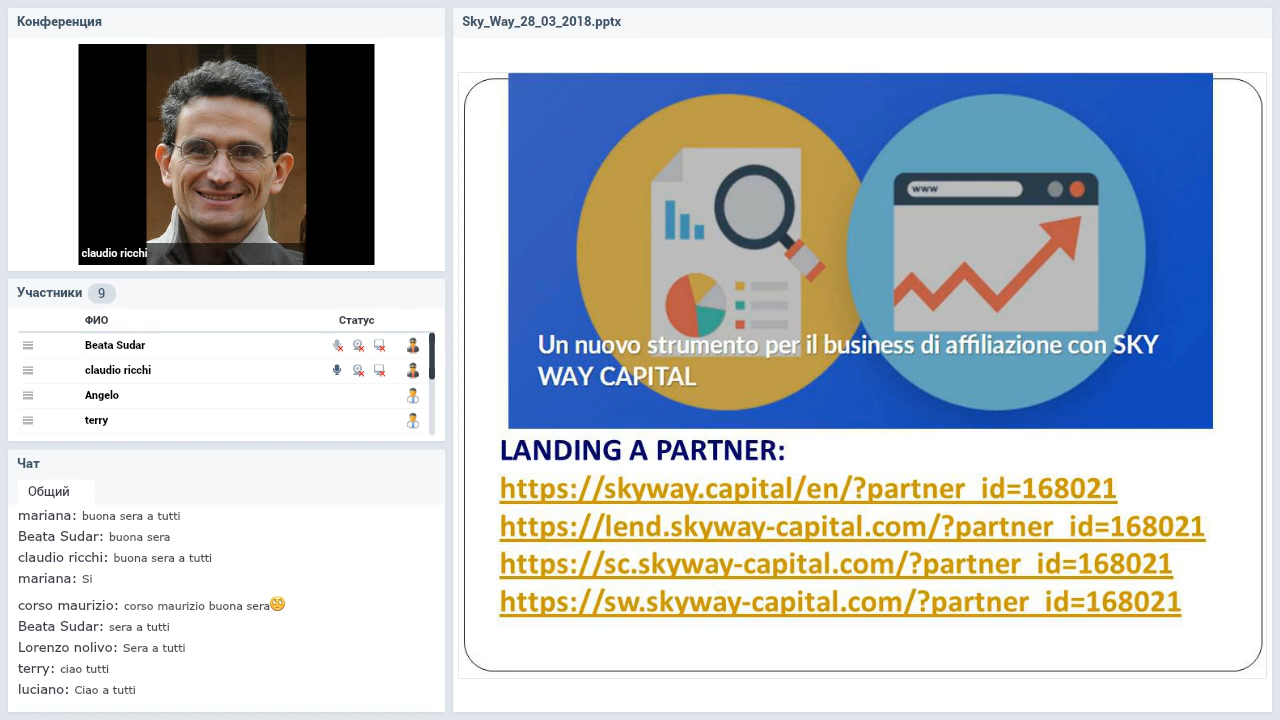 Конференция
claudio ricchi
Участники 9
ФИО Статус
Beata Sudar
claudio ricchi
Angelo
terry
Чат
Общий
mariana: buona sera a tutti
Beata Sudar: buona sera
claudio ricchi: buona sera a tutti
mariana: Si
corso maurizio: corso maurizio buona sera
Beata Sudar: sera a tutti
Lorenzo nolivo: Sera a tutti
terry: ciao tutti
luciano: Ciao a tutti
Sky_Way_28_03_2018.pptx
www
Un nuovo strumento per il business di affiliazione con SKY
WAY CAPITAL
LANDING A PARTNER:
https://skyway.capital/en/?partner_id=168021
https://lend.skyway-capital.com/?partner_id=168021
https://sc.skyway-capital.com/?partner_id=168021
https://sw.skyway-capital.com/?partner_id=168021